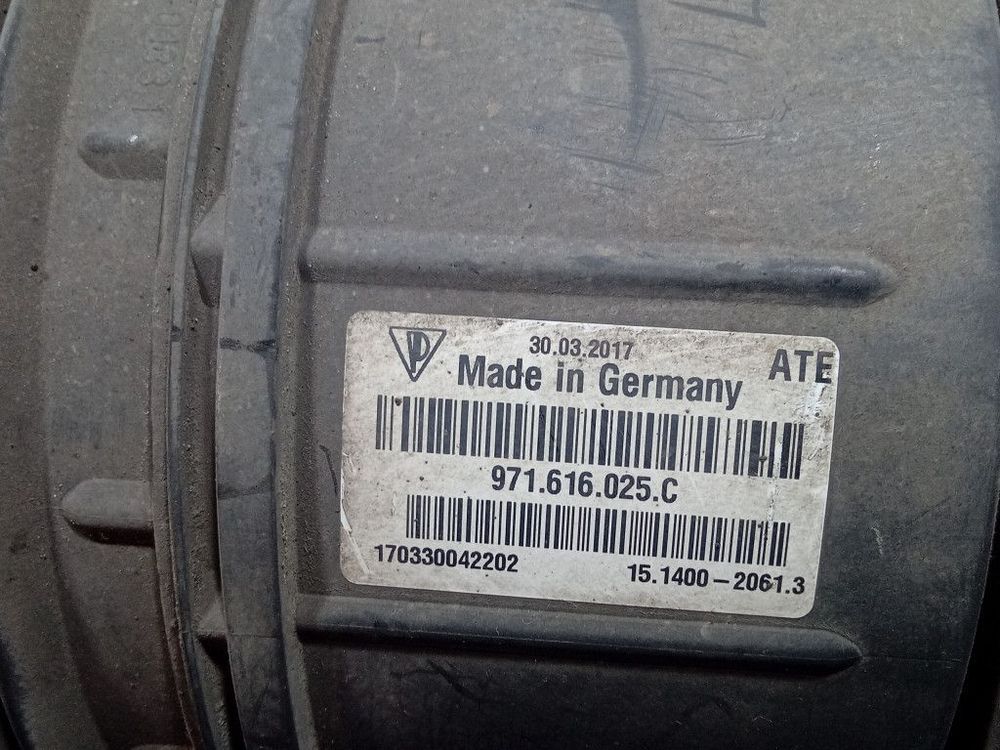 30.03.2017
ATE
Made in Germany
971.616.025.C
170330042202
15.1400-2061.3